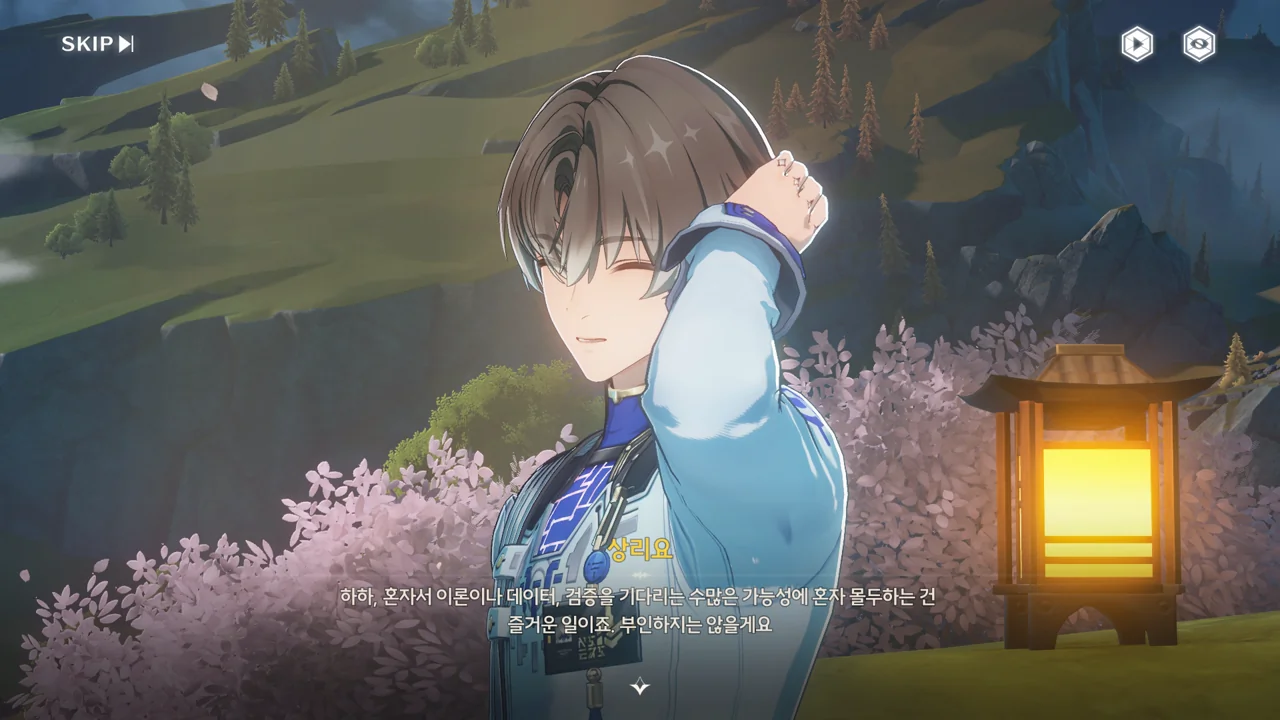 SKIP
상리요
하하, 혼자서 이론이나 데이터, 검증을 기다리는 수많은 가능성에 혼자 몰두하는 건
즐거운 일이죠. 부인하지는 않을게요